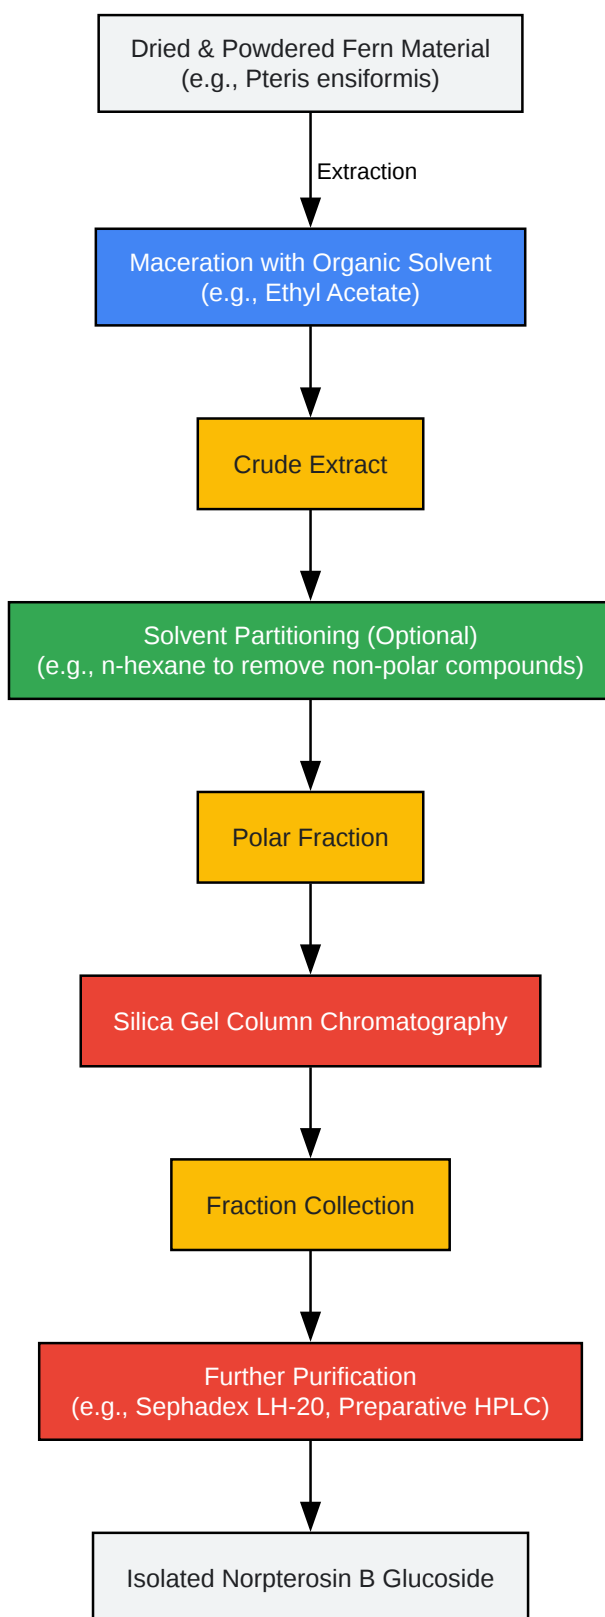 Dried & Powdered Fern Material
(e.g., Pteris ensiformis)
Extraction
Maceration with Organic Solvent
(e.g., Ethyl Acetate)
Crude Extract
Solvent Partitioning (Optional)
(e.g., n-hexane to remove non-polar compounds)
Polar Fraction
Silica Gel Column Chromatography
Fraction Collection
Further Purification
(e.g., Sephadex LH-20, Preparative HPLC)
Isolated Norpterosin B Glucoside